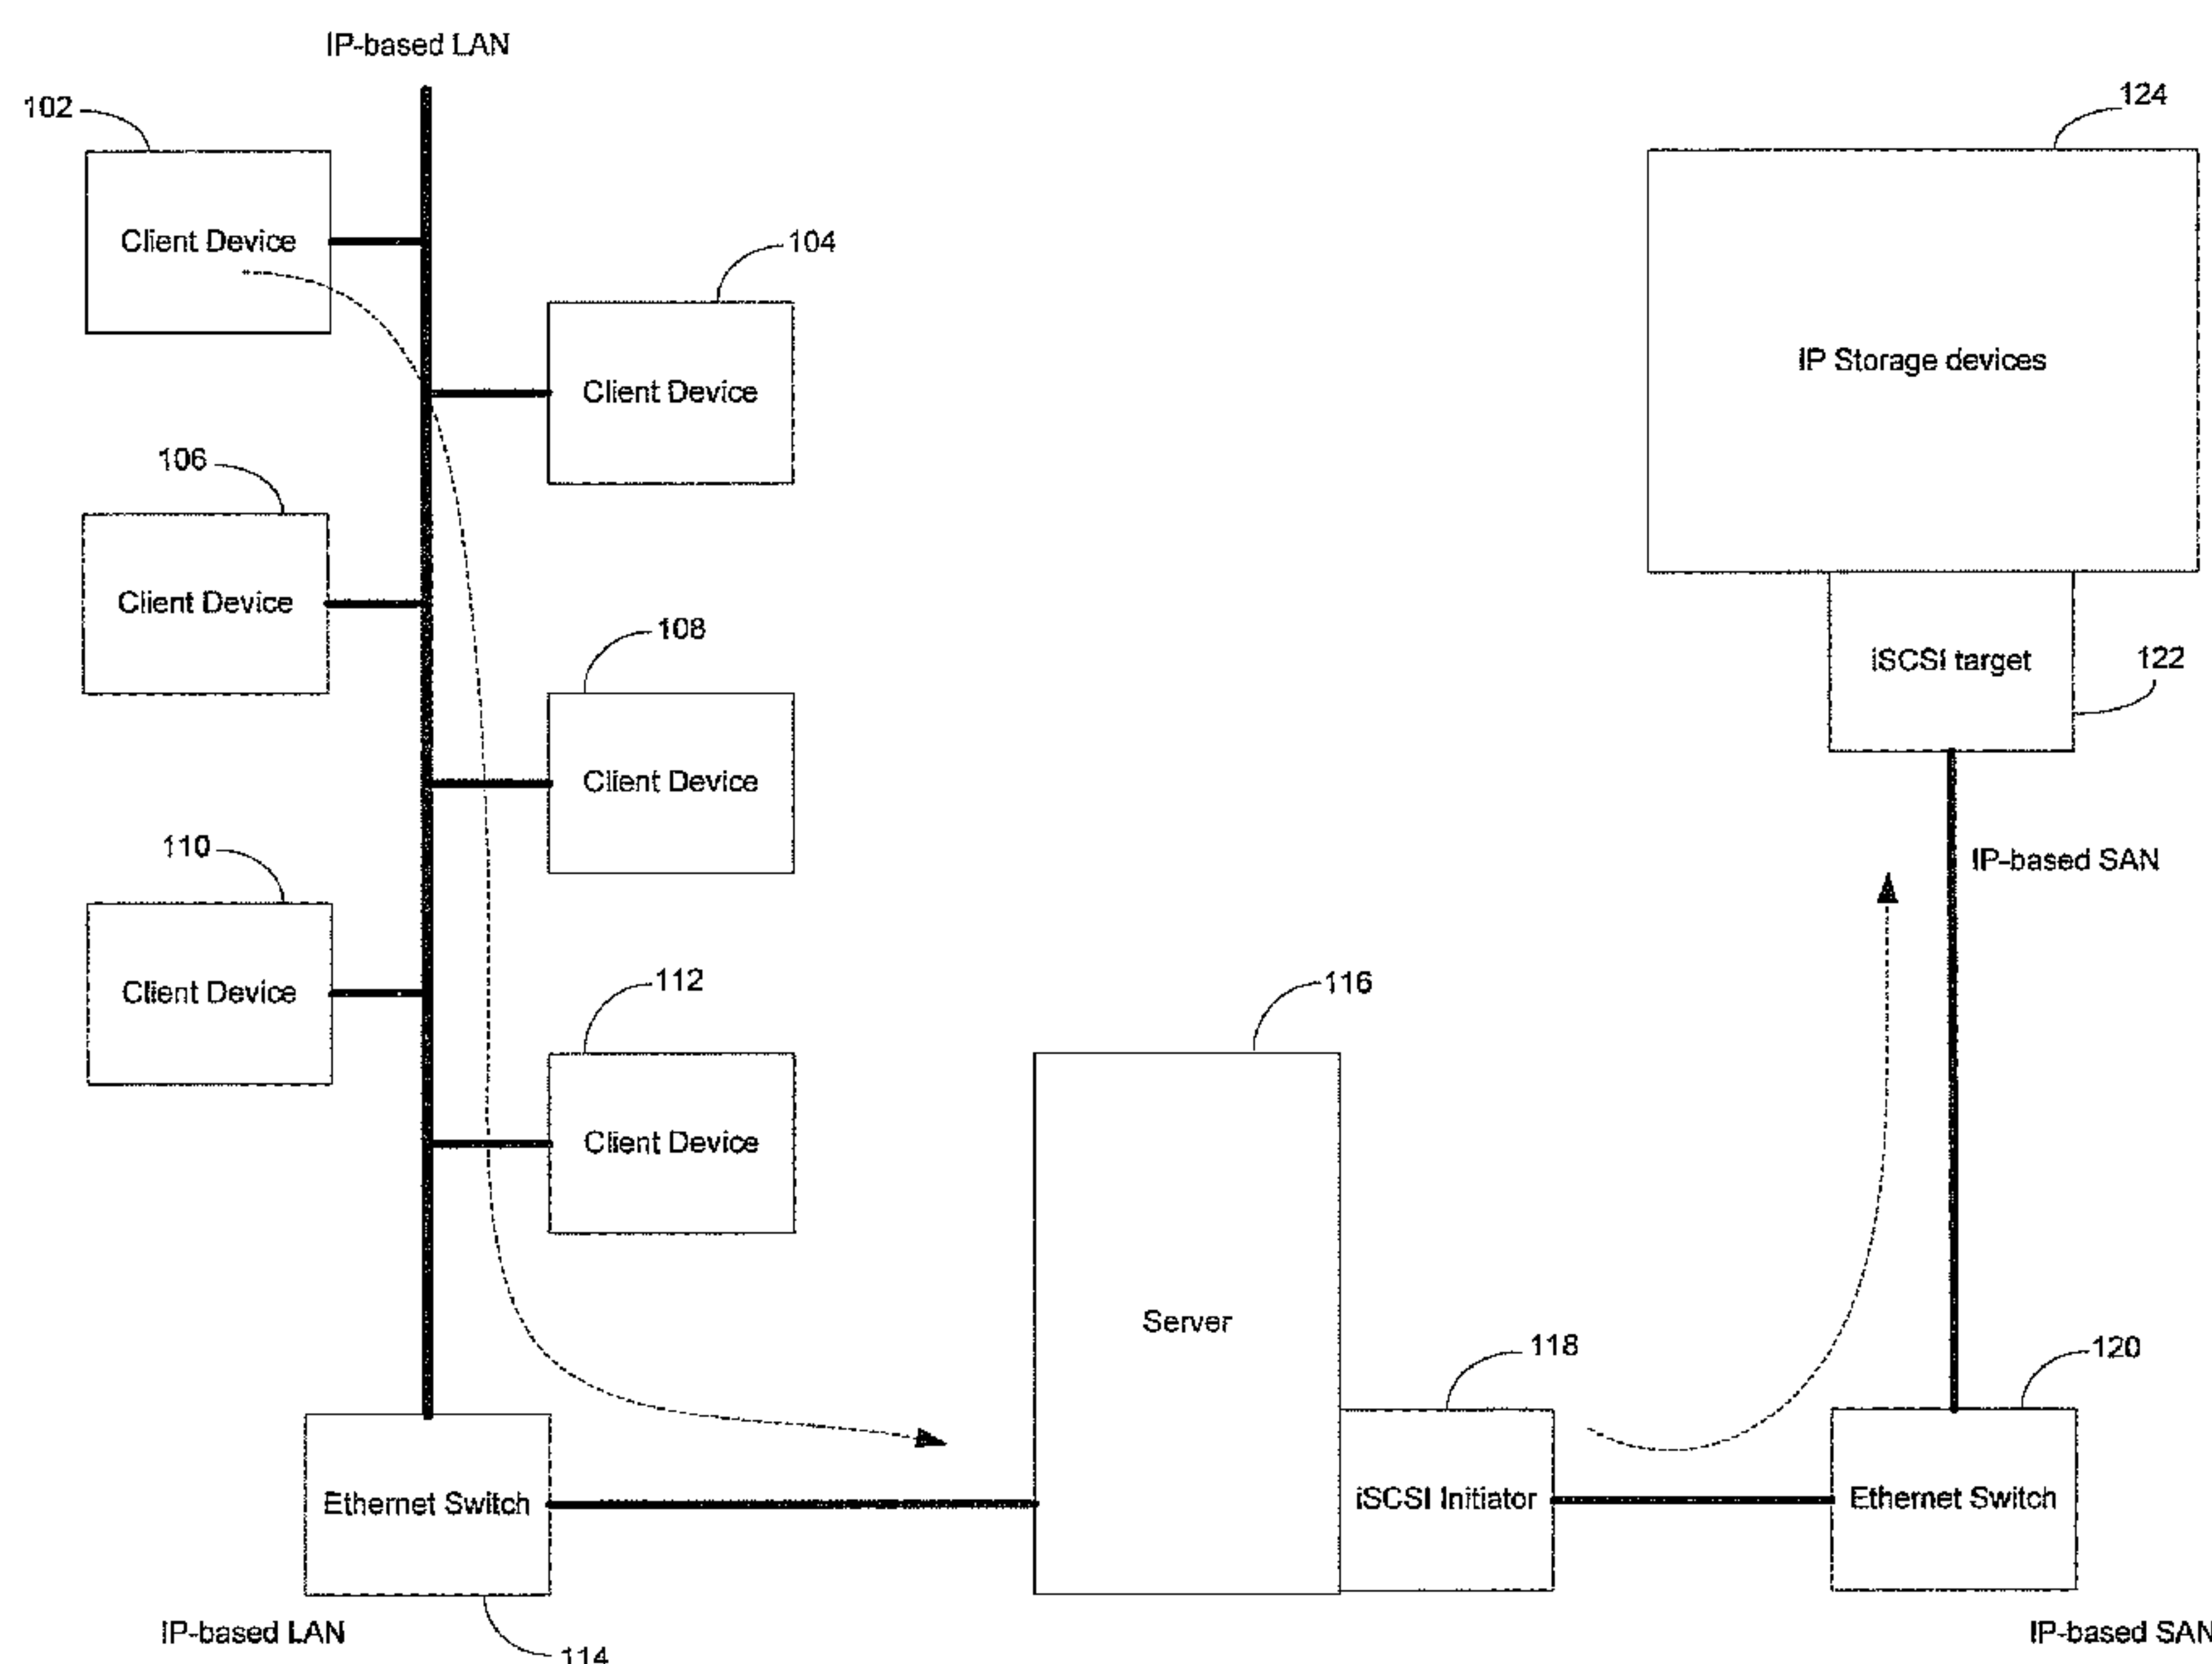 IP-based LAN
102
Client Device
104
Client Device
106
Client Device
108
Client Device
110
Client Device
112
Client Device
Ethernet Switch
IP-based LAN
114
116
Server
118
iSCSI Initiator
120
Ethernet Switch
IP-based SAN
IP-based SAN
122
iSCSI target
124
IP Storage devices